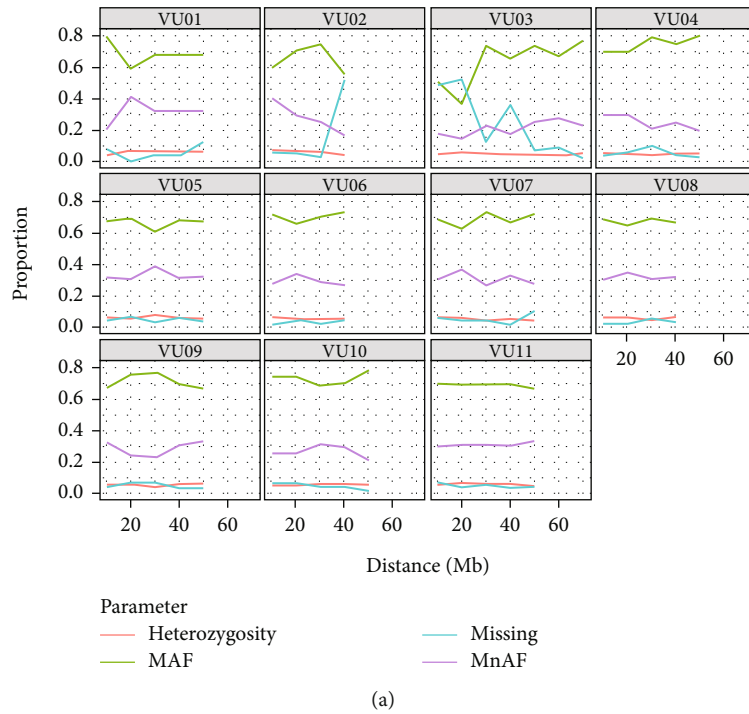 VU01 VU02 VU03 VU04
0.8
0.6
0.4
0.2
0.0
VU05 VU06 VU07 VU08
0.8
0.6
0.4
0.2
0.0
20 40 60
VU09 VU10 VU11
0.8
0.6
0.4
0.2
0.0
20 40 60 20 40 60 20 40 60
Proportion
Distance (Mb)
Parameter
Heterozygosity Missing
MAF MnAF
(a)